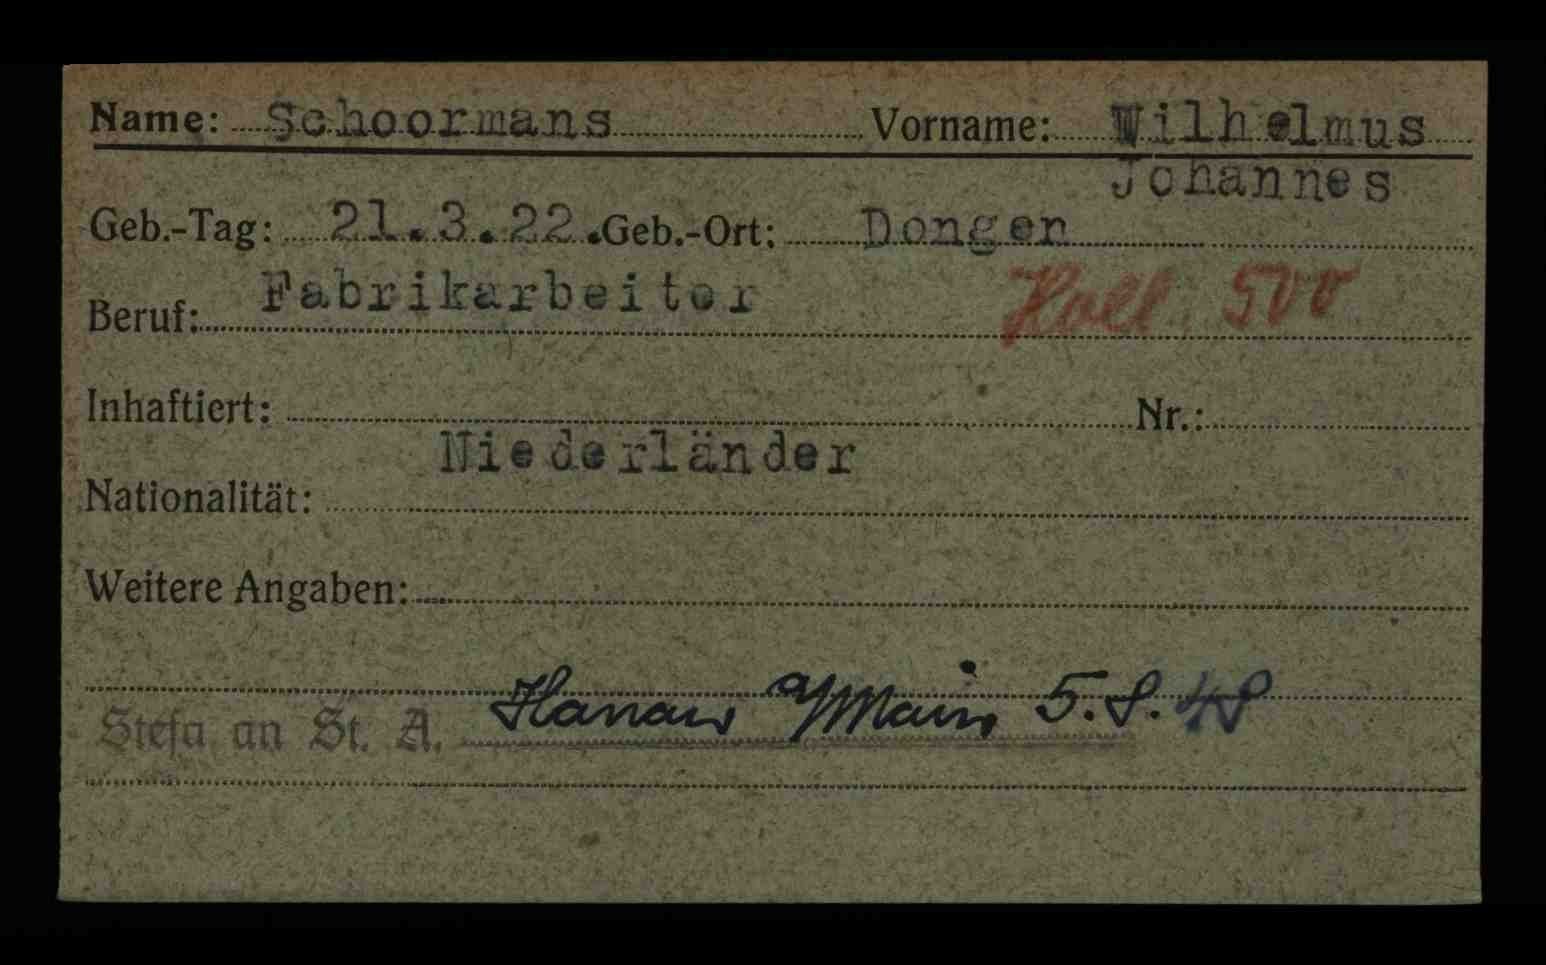 Name: Schoormans Vorname: Wilhelmus
Johannes
Geb.-Tag: 21.3.22. Geb.-Ort: Dongen
Beruf: Fabrikarbeiter
Holl 500
Inhaftiert: Nr.:
Niederländer
Nationalität:
Weitere Angaben:
Stefa an St. A. Hanau a/Main 5.8.48